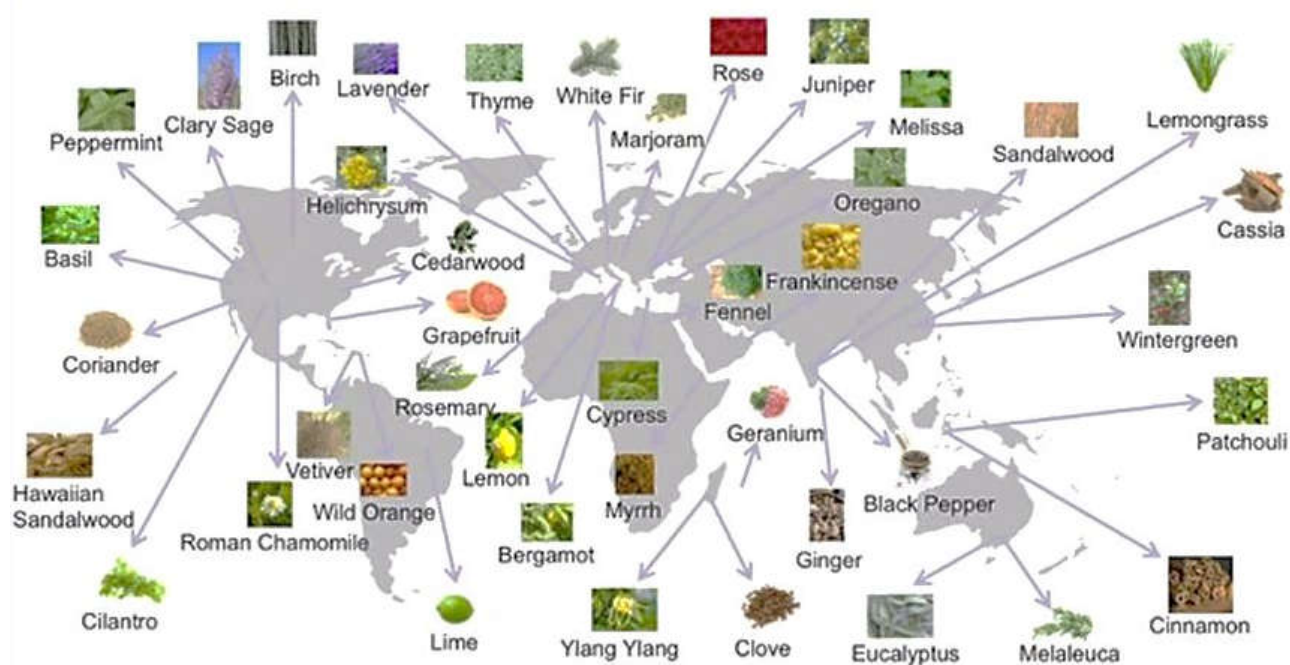 Birch
Lavender
Rose
Juniper
Thyme
White Fir
Clary Sage
Peppermint
Marjoram
Melissa
Lemongrass
Sandalwood
Helichrysum
Oregano
Basil
Cassia
Cedarwood
Frankincense
Fennel
Grapefruit
Wintergreen
Coriander
Rosemary
Cypress
Geranium
Patchouli
Vetiver
Lemon
Hawaiian
Sandalwood
Wild Orange
Myrrh
Black Pepper
Roman Chamomile
Bergamot
Ginger
Cilantro
Lime
Ylang Ylang
Clove
Eucalyptus
Melaleuca
Cinnamon